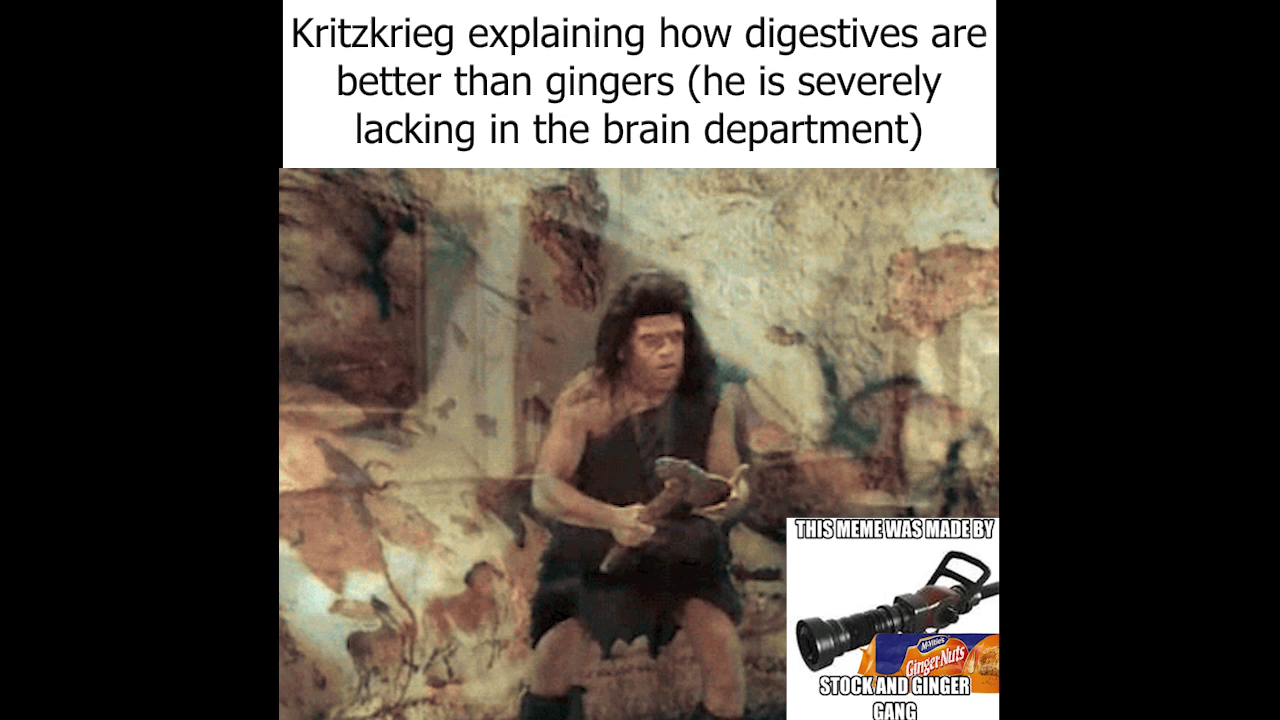 Kritzkrieg explaining how digestives are
better than gingers (he is severely
lacking in the brain department)
THIS MEME WAS MADE BY
McVitie's
Ginger Nuts
STOCK AND GINGER
GANG